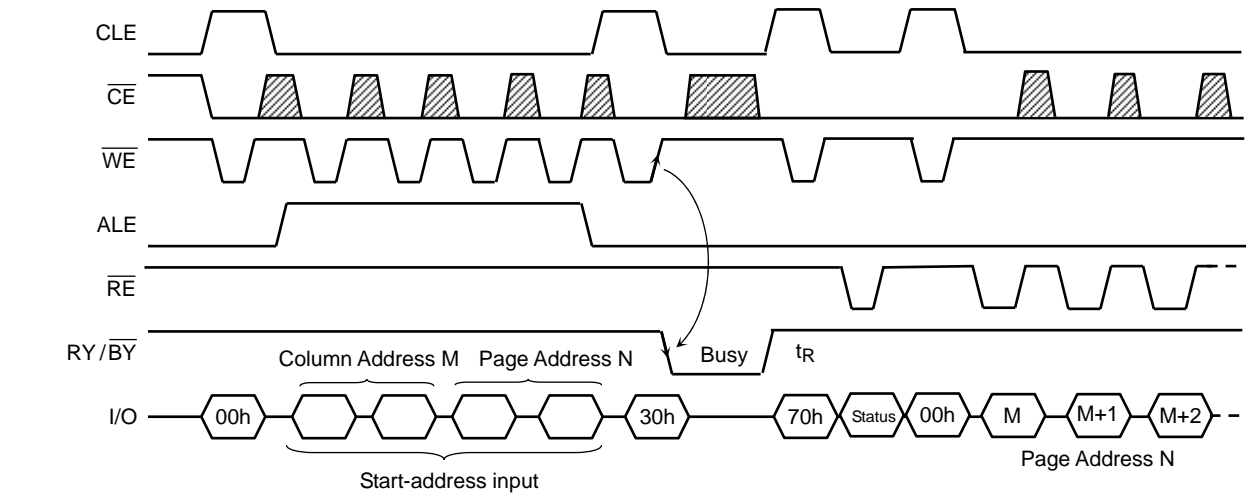 CLE
CE
WE
ALE
RE
RY/BY Busy tR
Column Address M Page Address N
I/O 00h 30h 70h Status 00h M M+1 M+2
Start-address input Page Address N